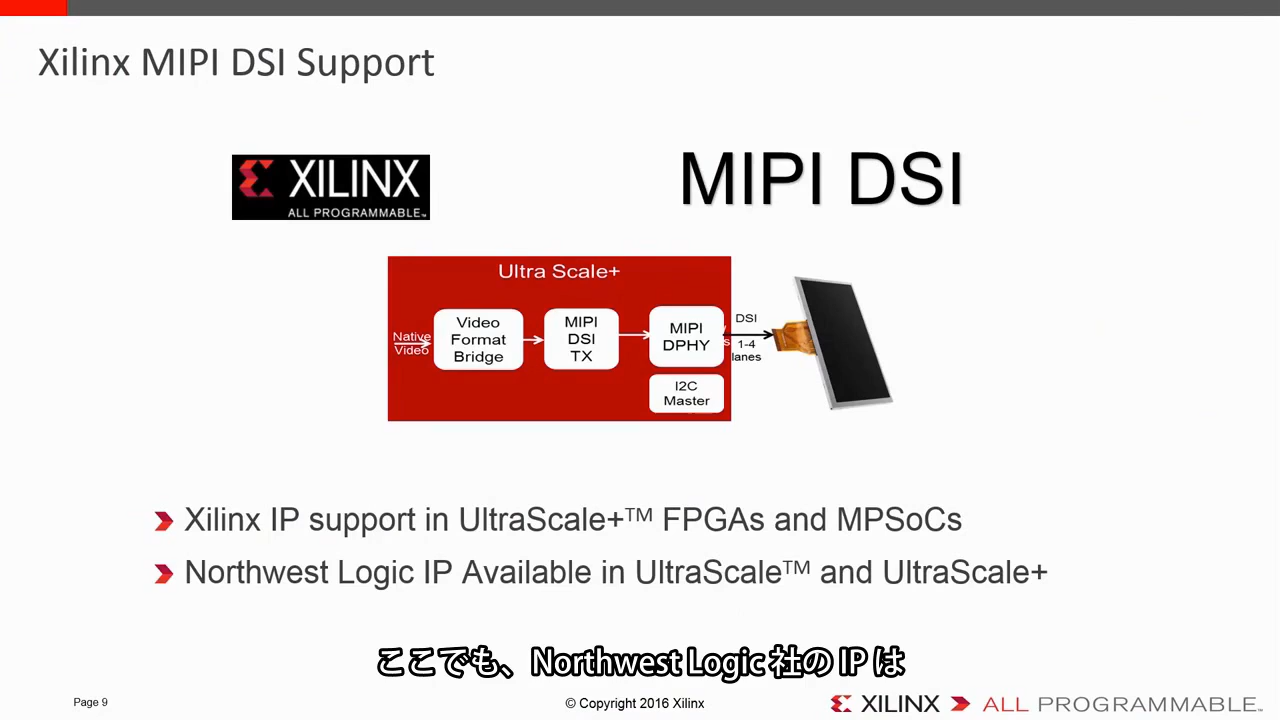 Xilinx MIPI DSI Support
XILINX
ALL PROGRAMMABLE™
MIPI DSI
Ultra Scale+
Native
Video
Video
Format
Bridge
MIPI
DSI
TX
MIPI
DPHY
I2C
Master
DSI
1-4
lanes
Xilinx IP support in UltraScale+™ FPGAs and MPSoCs
Northwest Logic IP Available in UltraScale™ and UltraScale+
ここでも、Northwest Logic 社の IP は
Page 9
© Copyright 2016 Xilinx
XILINX ALL PROGRAMMABLE™